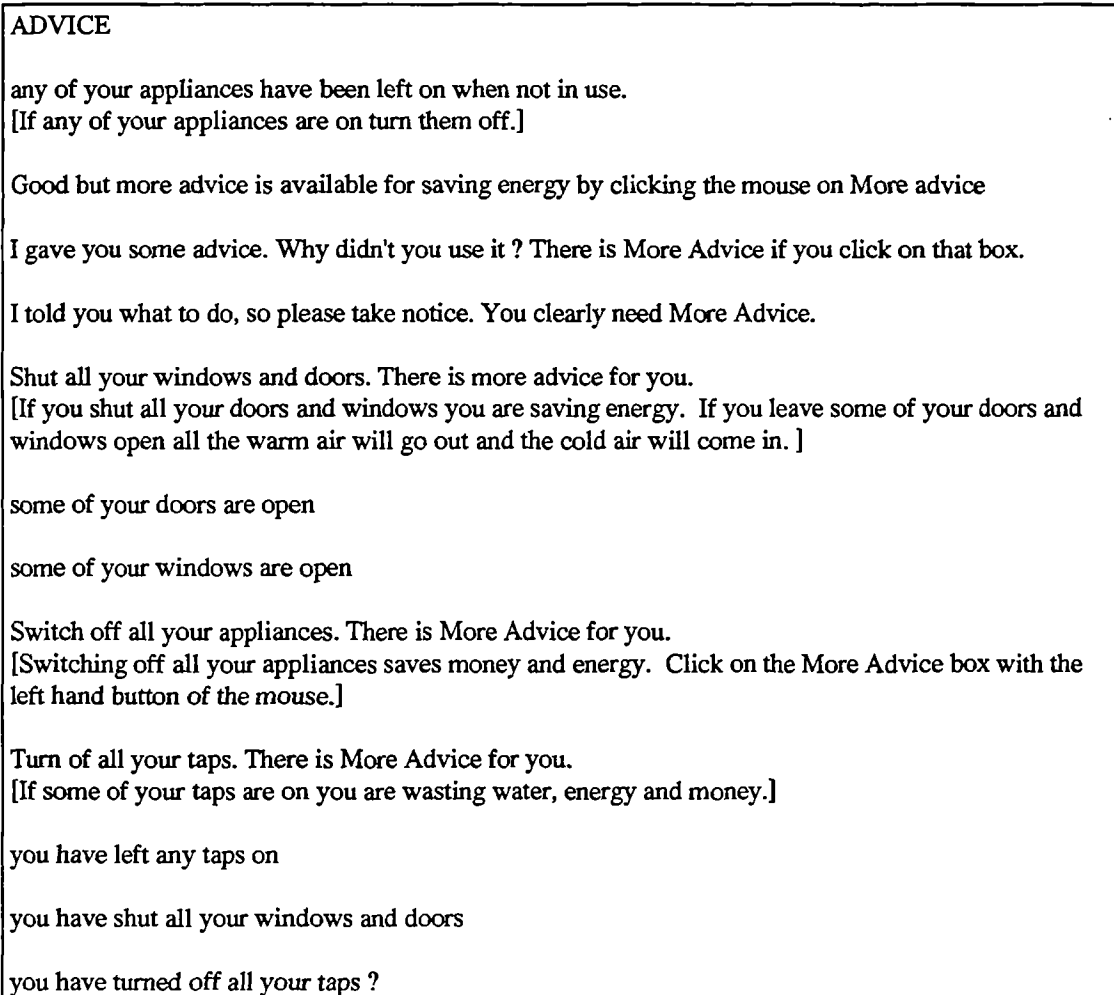 ADVICE
any of your appliances have been left on when not in use.
[If any of your appliances are on turn them off.]
Good but more advice is available for saving energy by clicking the mouse on More advice
I gave you some advice. Why didn't you use it ? There is More Advice if you click on that box.
I told you what to do, so please take notice. You clearly need More Advice.
Shut all your windows and doors. There is more advice for you.
[If you shut all your doors and windows you are saving energy. If you leave some of your doors and
windows open all the warm air will go out and the cold air will come in. ]
some of your doors are open
some of your windows are open
Switch off all your appliances. There is More Advice for you.
[Switching off all your appliances saves money and energy. Click on the More Advice box with the
left hand button of the mouse.]
Turn of all your taps. There is More Advice for you.
[If some of your taps are on you are wasting water, energy and money.]
you have left any taps on
you have shut all your windows and doors
you have turned off all your taps ?